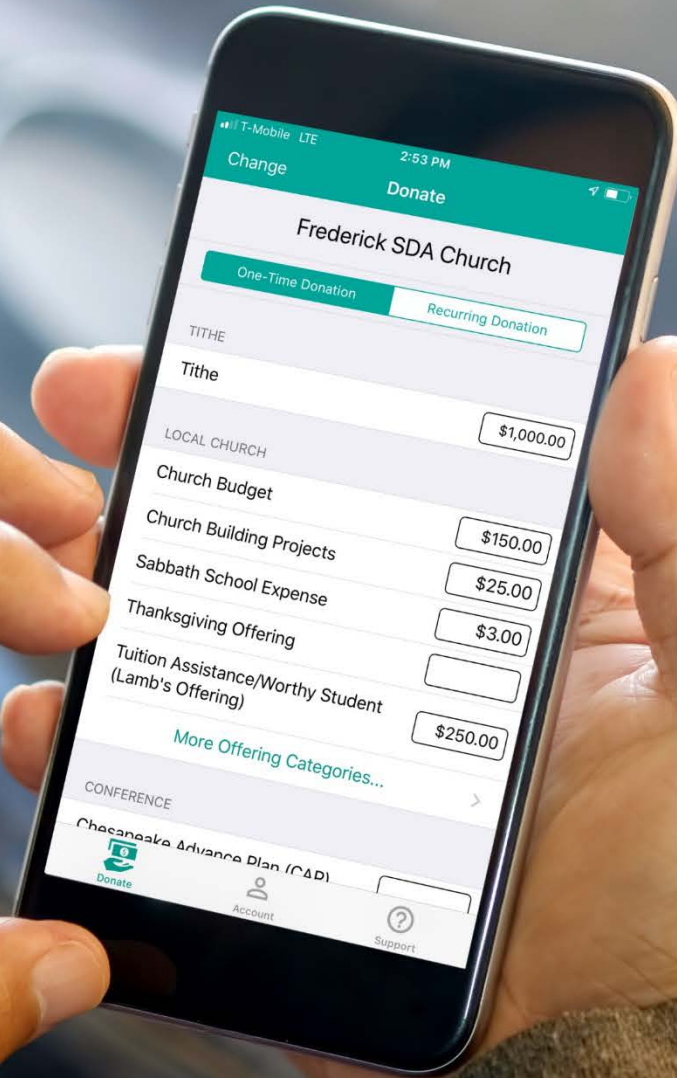 T-Mobile LTE 2:53 PM
Change
Donate
Frederick SDA Church
One-Time Donation Recurring Donation
TITHE
Tithe $1,000.00
LOCAL CHURCH
Church Budget $150.00
Church Building Projects $25.00
Sabbath School Expense $3.00
Thanksgiving Offering
Tuition Assistance/Worthy Student
(Lamb's Offering) $250.00
More Offering Categories...
CONFERENCE
Chesapeake Advance Plan (CAP)
Donate Account Support